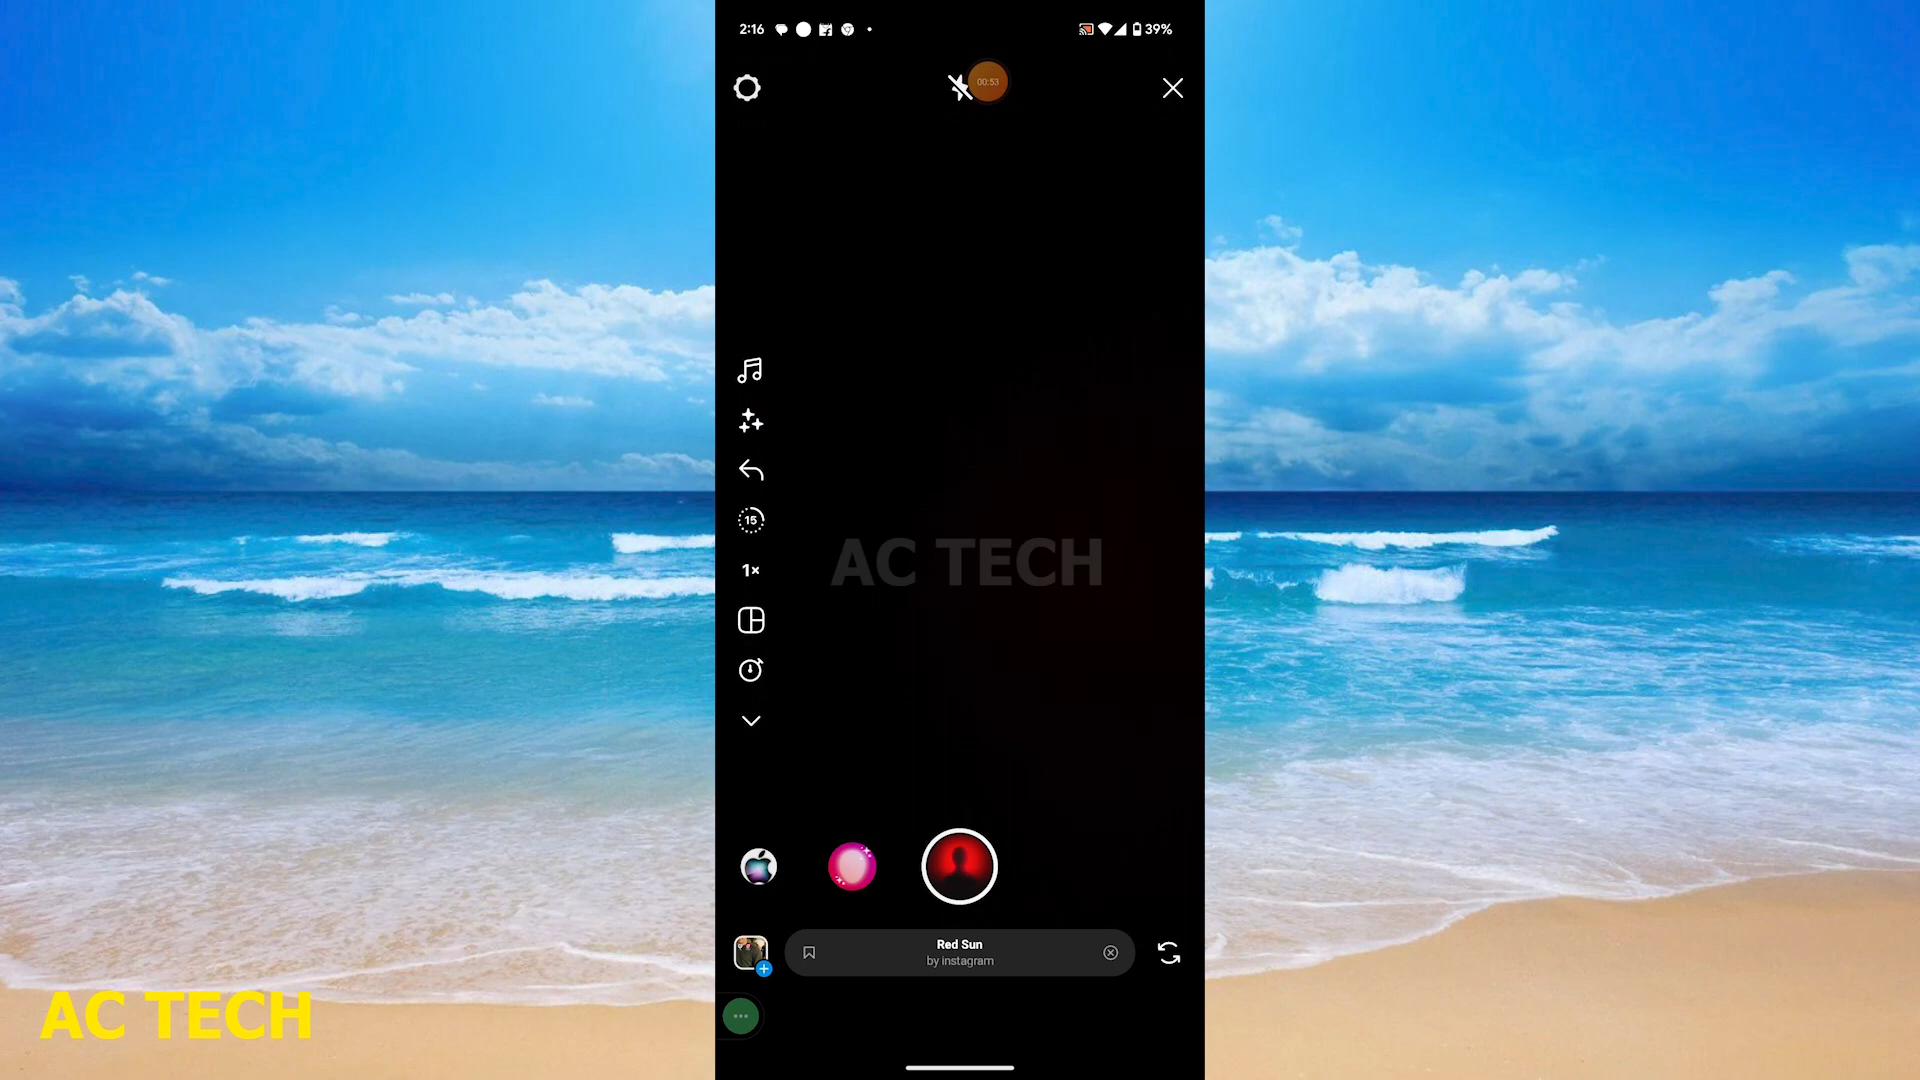 2:16
39%
00:53
15
1×
AC TECH
Red Sun
by instagram
AC TECH